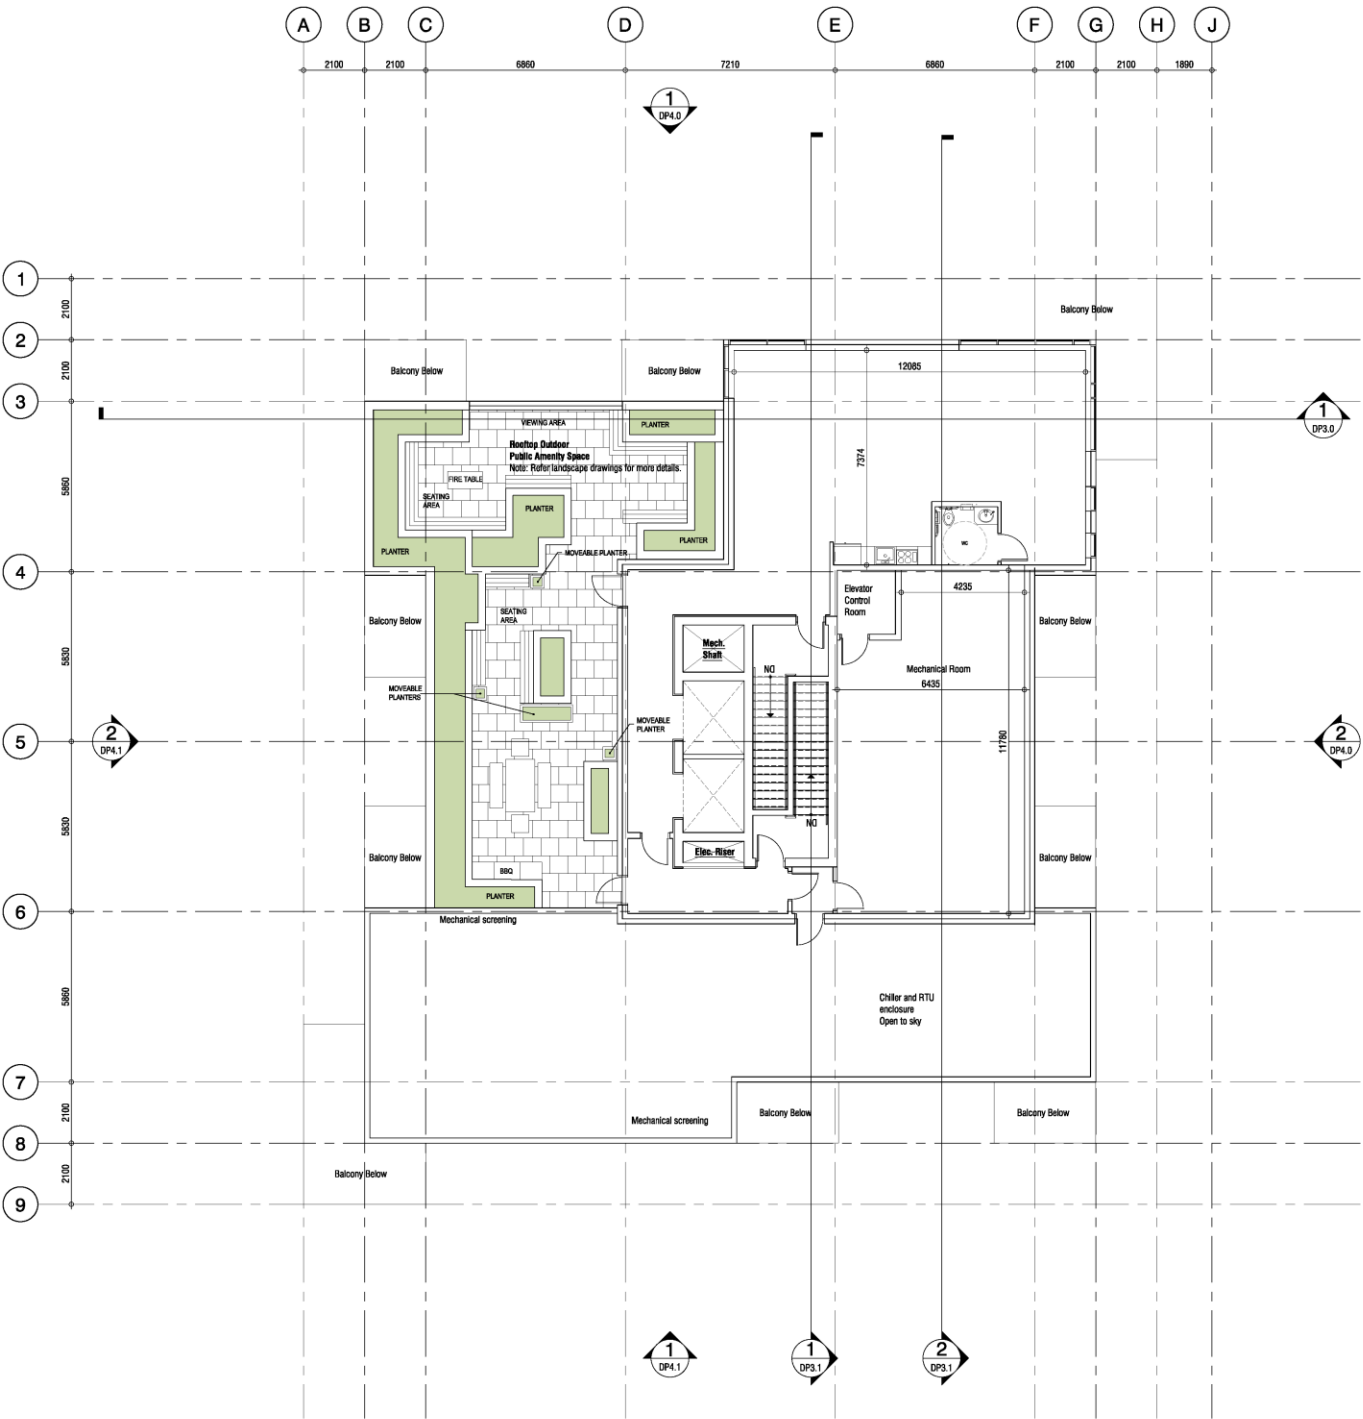 A B C D E F G H J
2100 2100 6860 7210 6860 2100 2100 1890
1
DP4.0
1
2100
Balcony Below
2
2100
12085
Balcony Below
Balcony Below
3
1
DP3.0
VIEWING AREA
PLANTER
Rooftop Outdoor
Public Amenity Space
Note: Refer landscape drawings for more details.
7374
5860
FIRE TABLE
SEATING
AREA
PLANTER
PLANTER
WC
PLANTER
MOVEABLE PLANTER
4
Elevator
Control
Room
4235
SEATING
AREA
Balcony Below
Balcony Below
Mech.
Shaft
5830
DN
Mechanical Room
6435
MOVEABLE
PLANTERS
MOVEABLE
PLANTER
2
DP4.1
5
11780
2
DP4.0
5830
DN
Balcony Below
Elec. Riser
Balcony Below
BBQ
PLANTER
6
Mechanical screening
5860
Chiller and RTU
enclosure
Open to sky
7
2100
Mechanical screening
Balcony Below
Balcony Below
8
2100
Balcony Below
9
1
DP4.1
1
DP3.1
2
DP3.1